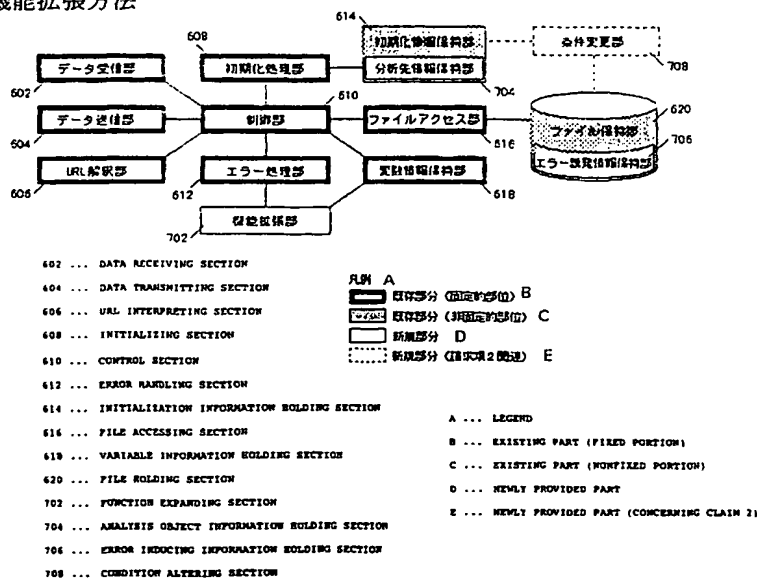 機能拡張方法
614
608
初期化情報保持部
条件変更部
データ受信部
初期化処理部
分析先情報保持部
708
602
704
610
620
データ送信部
制御部
ファイルアクセス部
ファイル保持部
706
604
616
URL解釈部
エラー処理部
変数情報保持部
エラー誘発情報保持部
606
612
618
機能拡張部
702
602 ... DATA RECEIVING SECTION
604 ... DATA TRANSMITTING SECTION
606 ... URL INTERPRETING SECTION
608 ... INITIALIZING SECTION
610 ... CONTROL SECTION
612 ... ERROR HANDLING SECTION
614 ... INITIALIZATION INFORMATION HOLDING SECTION
616 ... FILE ACCESSING SECTION
618 ... VARIABLE INFORMATION HOLDING SECTION
620 ... FILE HOLDING SECTION
702 ... FUNCTION EXPANDING SECTION
704 ... ANALYSIS OBJECT INFORMATION HOLDING SECTION
706 ... ERROR INDUCING INFORMATION HOLDING SECTION
708 ... CONDITION ALTERING SECTION
凡例 A
既存部分 (固定的部位) B
既存部分 (非固定的部位) C
新規部分 D
新規部分 (請求項2関連) E
A ... LEGEND
B ... EXISTING PART (FIXED PORTION)
C ... EXISTING PART (NONFIXED PORTION)
D ... NEWLY PROVIDED PART
E ... NEWLY PROVIDED PART (CONCERNING CLAIM 2)